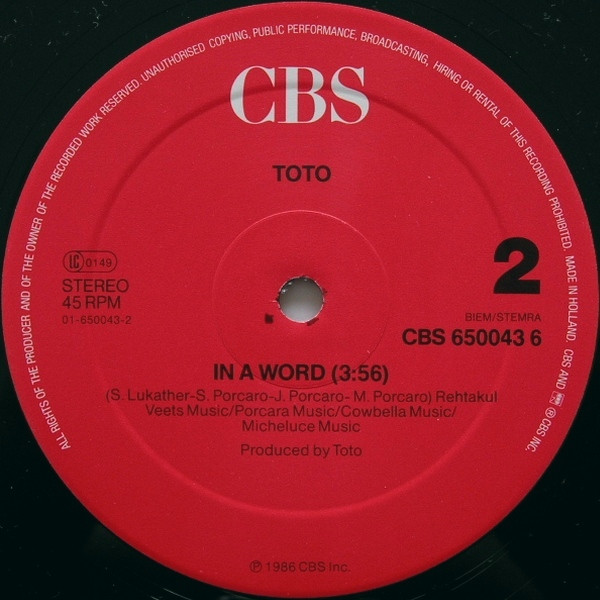 ALL RIGHTS OF THE PRODUCER AND OF THE OWNER OF THE RECORDED WORK RESERVED. UNAUTHORISED COPYING, PUBLIC PERFORMANCE, BROADCASTING, HIRING OR RENTAL OF THIS RECORDING PROHIBITED. MADE IN HOLLAND. CBS AND ℗ CBS INC.
CBS
TOTO
LC 0149
STEREO
45 RPM
01-650043-2
2
BIEM/STEMRA
CBS 650043 6
IN A WORD (3:56)
(S. Lukather-S. Porcaro-J. Porcaro- M. Porcaro) Rehtakul
Veets Music/Porcara Music/Cowbella Music/
Micheluce Music
Produced by Toto
℗ 1986 CBS Inc.